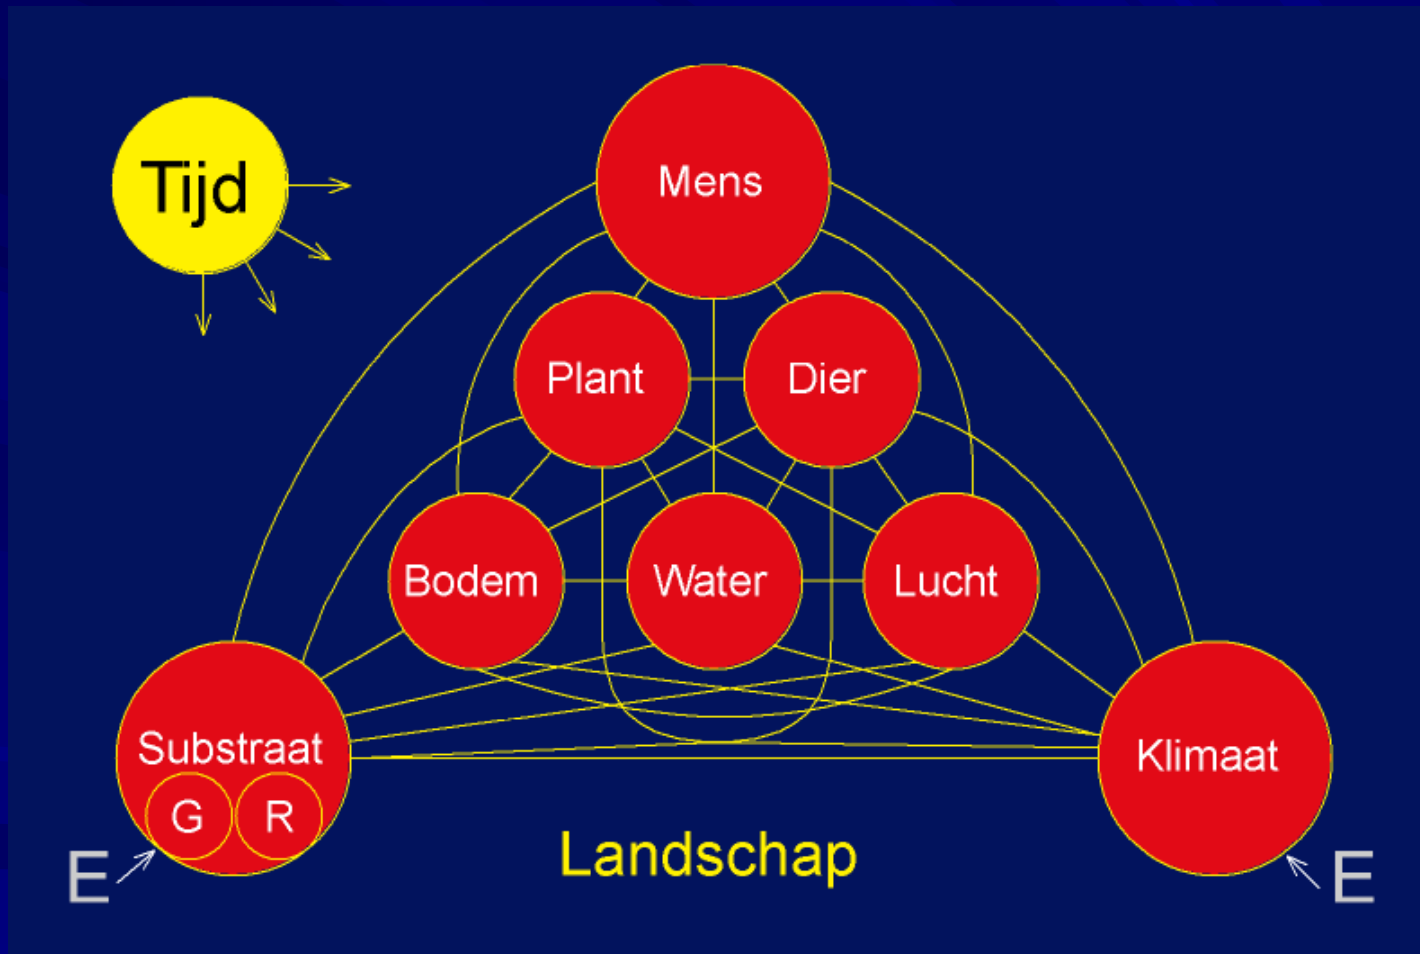 Tijd
Mens
Plant
Dier
Bodem
Water
Lucht
Substraat
G
R
Klimaat
E
Landschap
E